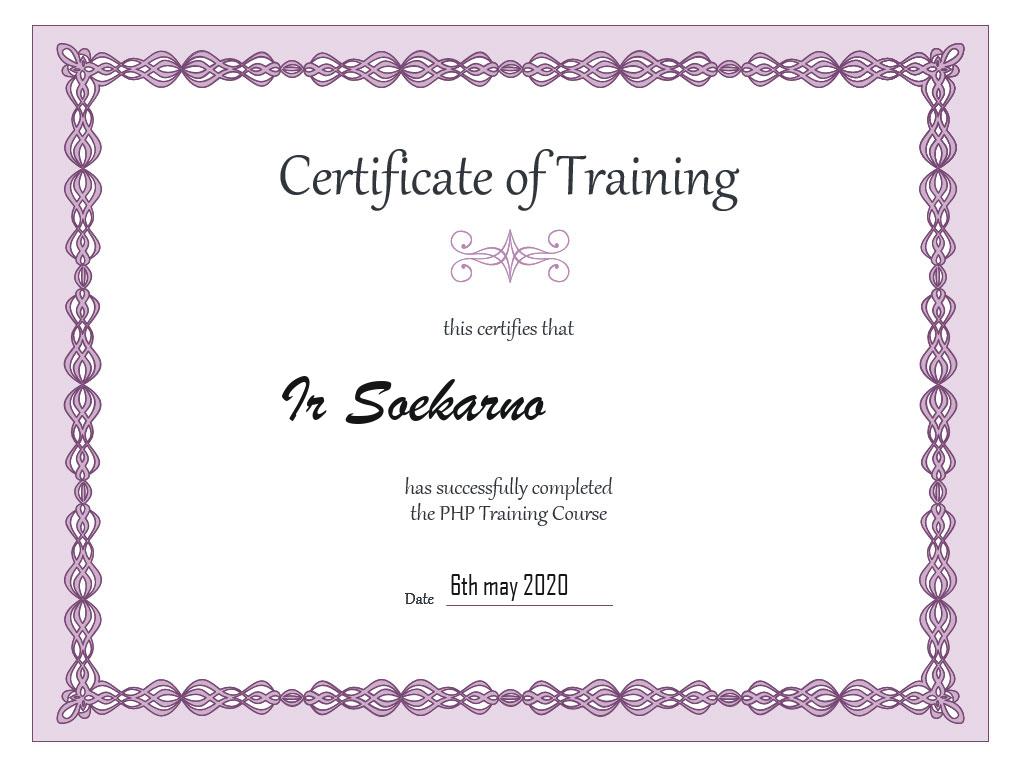 Certificate of Training
this certifies that
Ir Soekarno
has successfully completed
the PHP Training Course
Date 6th may 2020